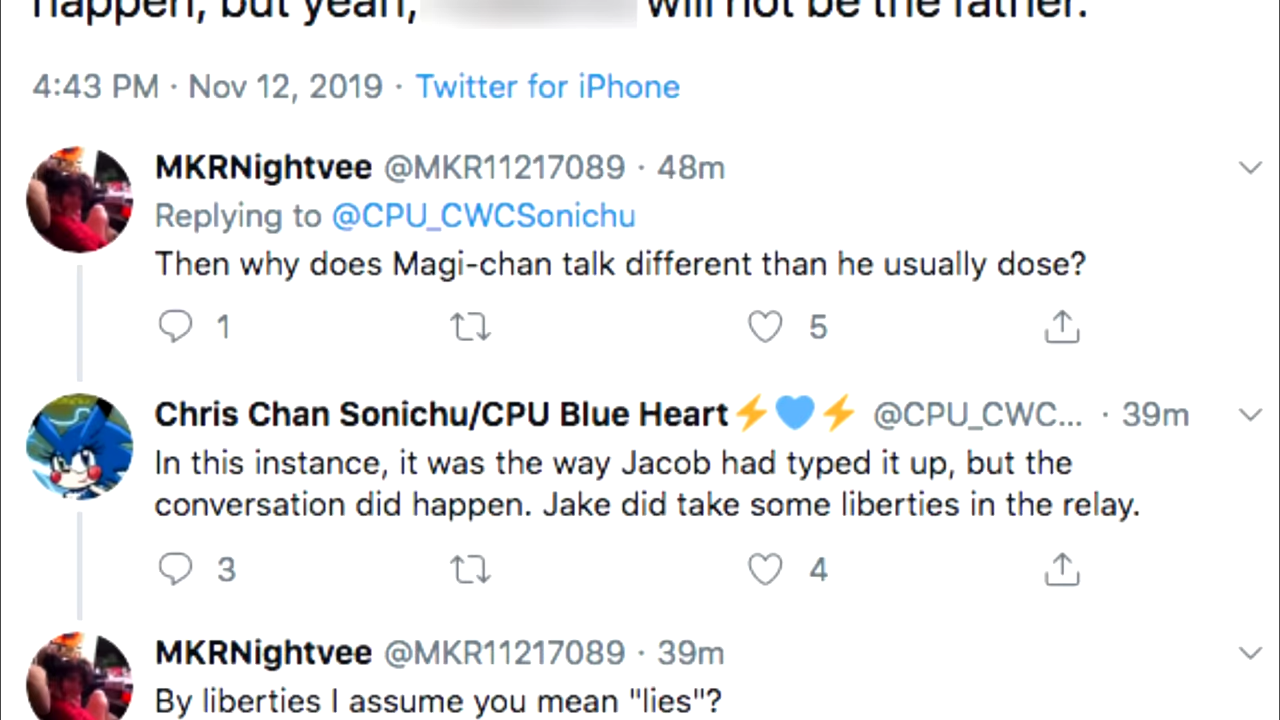 happen, but yeah, will not be the father.
4:43 PM · Nov 12, 2019 · Twitter for iPhone
MKRNightvee @MKR11217089 · 48m
Replying to @CPU_CWCSonichu
Then why does Magi-chan talk different than he usually dose?
1 5
Chris Chan Sonichu/CPU Blue Heart⚡💙⚡ @CPU_CWC... · 39m
In this instance, it was the way Jacob had typed it up, but the
conversation did happen. Jake did take some liberties in the relay.
3 4
MKRNightvee @MKR11217089 · 39m
By liberties I assume you mean "lies"?